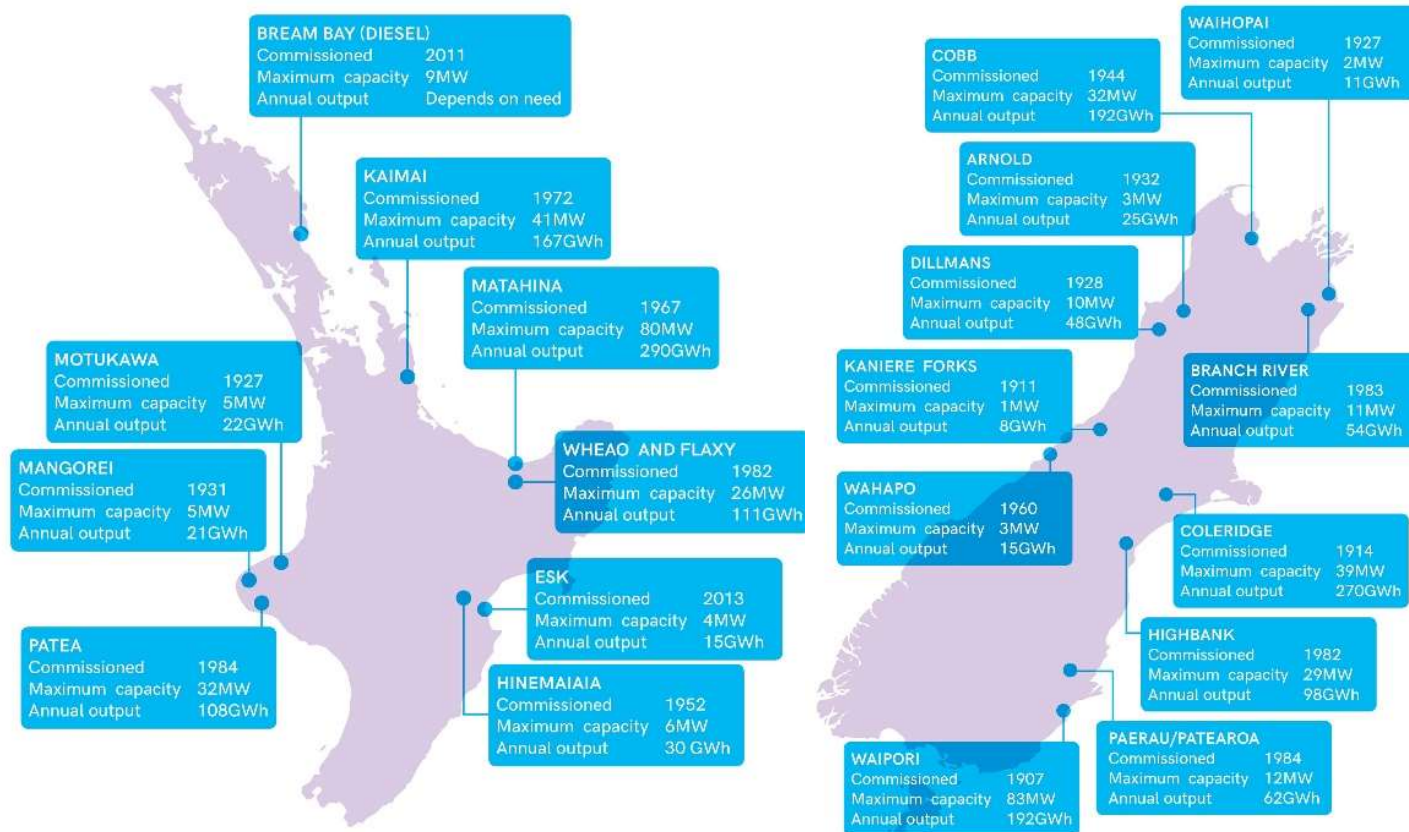 BREAM BAY (DIESEL)
Commissioned 2011
Maximum capacity 9MW
Annual output Depends on need
KAIMAI
Commissioned 1972
Maximum capacity 41MW
Annual output 167GWh
MATAHINA
Commissioned 1967
Maximum capacity 80MW
Annual output 290GWh
MOTUKAWA
Commissioned 1927
Maximum capacity 5MW
Annual output 22GWh
WHEAO AND FLAXY
Commissioned 1982
Maximum capacity 26MW
Annual output 111GWh
MANGOREI
Commissioned 1931
Maximum capacity 5MW
Annual output 21GWh
ESK
Commissioned 2013
Maximum capacity 4MW
Annual output 15GWh
PATEA
Commissioned 1984
Maximum capacity 32MW
Annual output 108GWh
HINEMAIAIA
Commissioned 1952
Maximum capacity 6MW
Annual output 30 GWh
WAIHOPAI
Commissioned 1927
Maximum capacity 2MW
Annual output 11GWh
COBB
Commissioned 1944
Maximum capacity 32MW
Annual output 192GWh
ARNOLD
Commissioned 1932
Maximum capacity 3MW
Annual output 25GWh
DILLMANS
Commissioned 1928
Maximum capacity 10MW
Annual output 48GWh
KANIERE FORKS
Commissioned 1911
Maximum capacity 1MW
Annual output 8GWh
BRANCH RIVER
Commissioned 1983
Maximum capacity 11MW
Annual output 54GWh
WAHAPO
Commissioned 1960
Maximum capacity 3MW
Annual output 15GWh
COLERIDGE
Commissioned 1914
Maximum capacity 39MW
Annual output 270GWh
HIGHBANK
Commissioned 1982
Maximum capacity 29MW
Annual output 98GWh
PAERAU/PATEAROA
Commissioned 1984
Maximum capacity 12MW
Annual output 62GWh
WAIPORI
Commissioned 1907
Maximum capacity 83MW
Annual output 192GWh